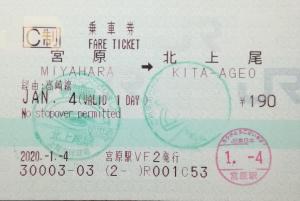 C制
乗車券
FARE TICKET
宮原 → 北上尾
MIYAHARA KITA-AGEO
経由:高崎線
JAN. 4 (VALID 1 DAY) ¥190
No stopover permitted
2020.-1.-4 宮原駅VF2発行
30003-03 (2-) R001C53
1.-4
宮原駅